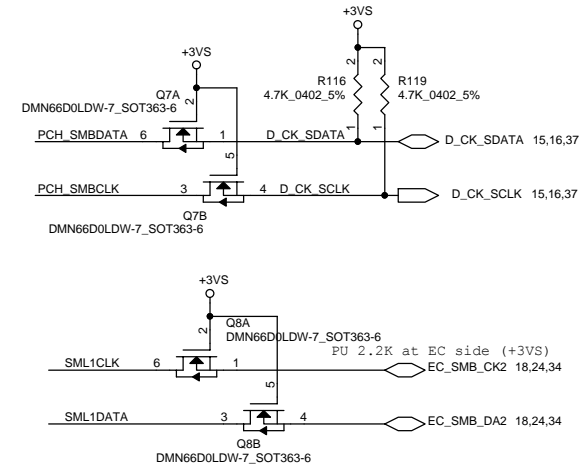 +3VS
+3VS
2
2
R116
4.7K_0402_5%
R119
4.7K_0402_5%
1
1
Q7A
DMN66D0LDW-7_SOT363-6
2
PCH_SMBDATA 6
1 D_CK_SDATA
D_CK_SDATA 15,16,37
5
PCH_SMBCLK 3
4 D_CK_SCLK
D_CK_SCLK 15,16,37
Q7B
DMN66D0LDW-7_SOT363-6
+3VS
2
Q8A
DMN66D0LDW-7_SOT363-6
PU 2.2K at EC side (+3VS)
SML1CLK 6
1
EC_SMB_CK2 18,24,34
5
SML1DATA 3
4
EC_SMB_DA2 18,24,34
Q8B
DMN66D0LDW-7_SOT363-6